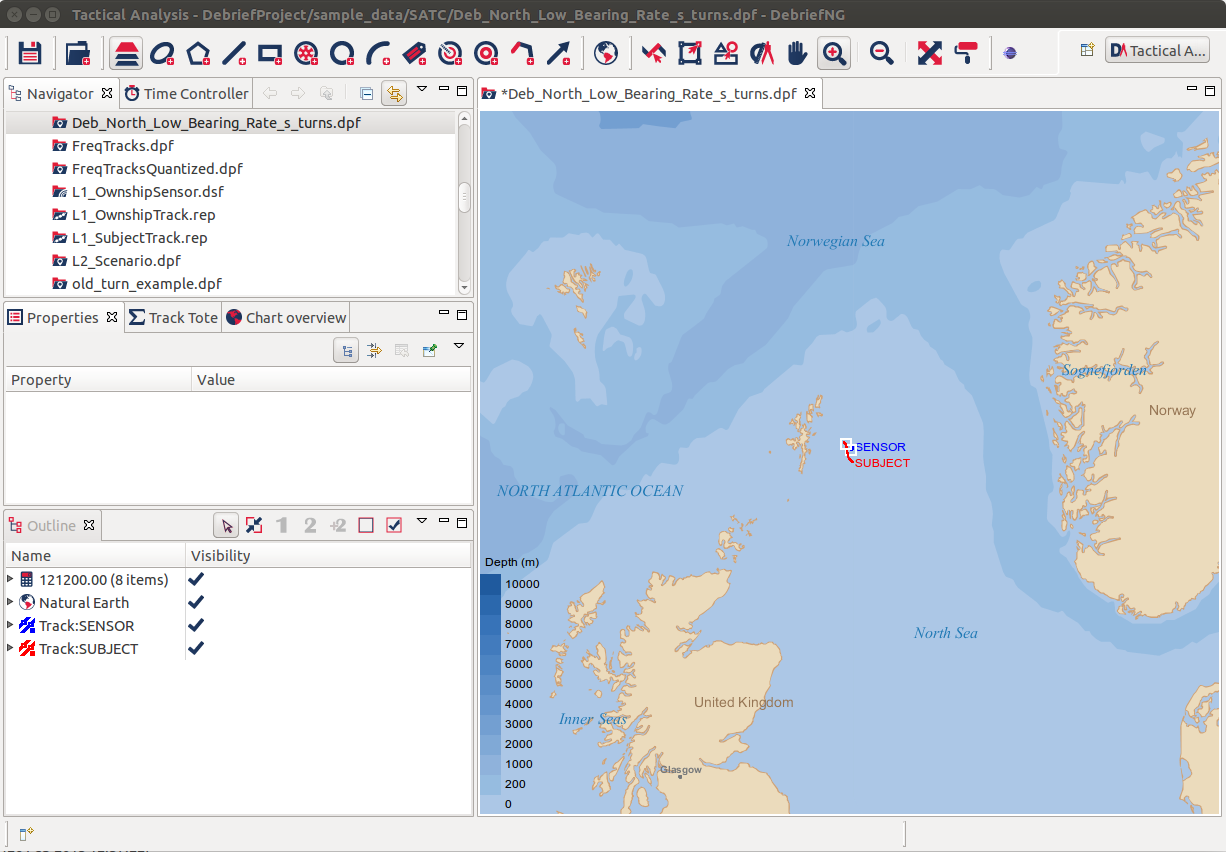 Tactical Analysis - DebriefProject/sample_data/SATC/Deb_North_Low_Bearing_Rate_s_turns.dpf - DebriefNG
Tactical A...
Navigator
Time Controller
*Deb_North_Low_Bearing_Rate_s_turns.dpf
Deb_North_Low_Bearing_Rate_s_turns.dpf
FreqTracks.dpf
FreqTracksQuantized.dpf
L1_OwnshipSensor.dsf
L1_OwnshipTrack.rep
L1_SubjectTrack.rep
L2_Scenario.dpf
old_turn_example.dpf
Properties
Track Tote
Chart overview
Property
Value
Outline
1
2
+2
Name
Visibility
121200.00 (8 items)
Natural Earth
Track:SENSOR
Track:SUBJECT
Norwegian Sea
Sognefjorden
Norway
SENSOR
SUBJECT
NORTH ATLANTIC OCEAN
North Sea
United Kingdom
Inner Seas
Glasgow
Depth (m)
10000
9000
8000
7000
6000
5000
4000
3000
2000
1000
200
0